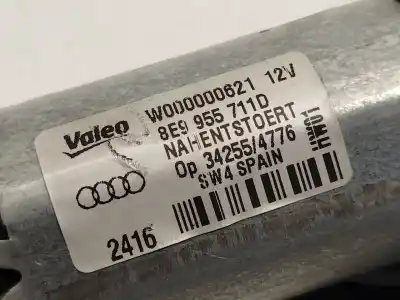 Valeo
W000000621 12V
8E9 955 711D
NAHENTSTOERT
Op 34255/4776
SW4 SPAIN
HW01
2416